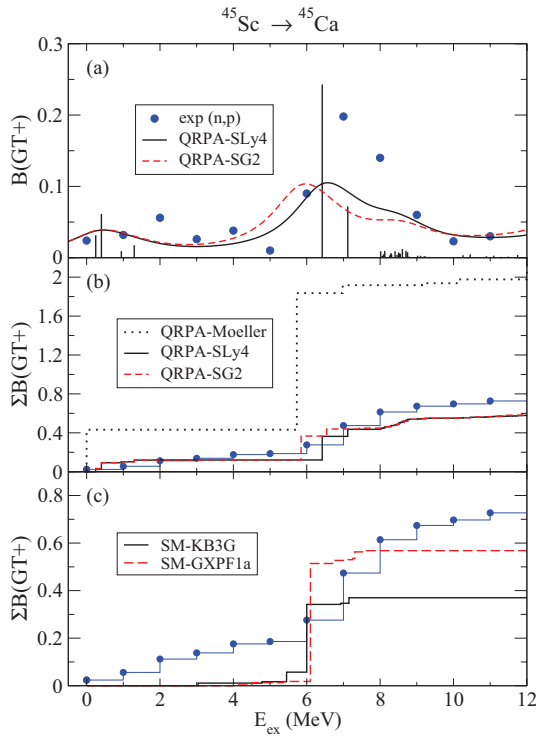 ⁴⁵Sc → ⁴⁵Ca
0.3
(a)
exp (n,p)
QRPA-SLy4
QRPA-SG2
0.2
B(GT+)
0.1
0
2
(b)
1.6
QRPA-Moeller
QRPA-SLy4
QRPA-SG2
1.2
ΣB(GT+)
0.8
0.4
0
0.8
(c)
0.6
SM-KB3G
SM-GXPF1a
ΣB(GT+)
0.4
0.2
0
0 2 4 6 8 10 12
E_ex (MeV)